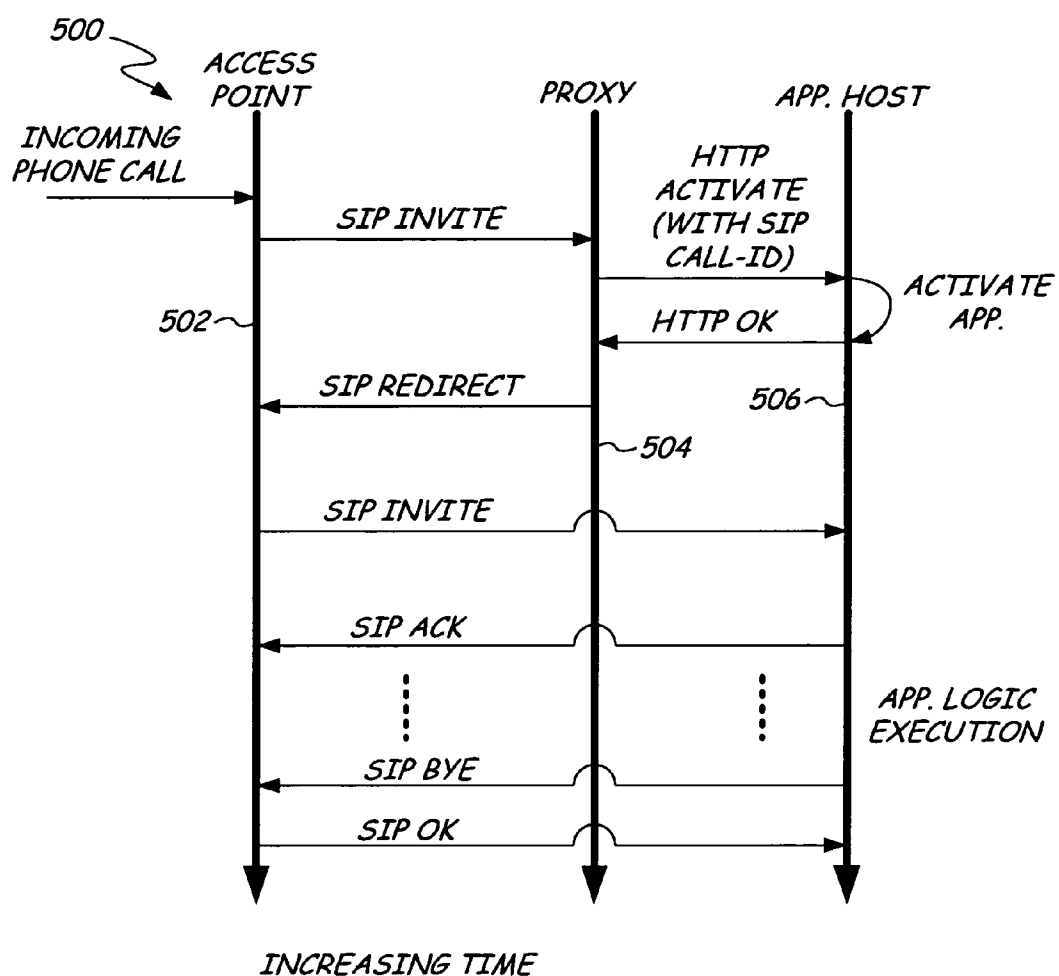 500
ACCESS
POINT
PROXY
APP. HOST
INCOMING
PHONE CALL
HTTP
ACTIVATE
(WITH SIP
CALL-ID)
SIP INVITE
ACTIVATE
APP.
502
HTTP OK
SIP REDIRECT
506
504
SIP INVITE
SIP ACK
APP. LOGIC
EXECUTION
SIP BYE
SIP OK
INCREASING TIME